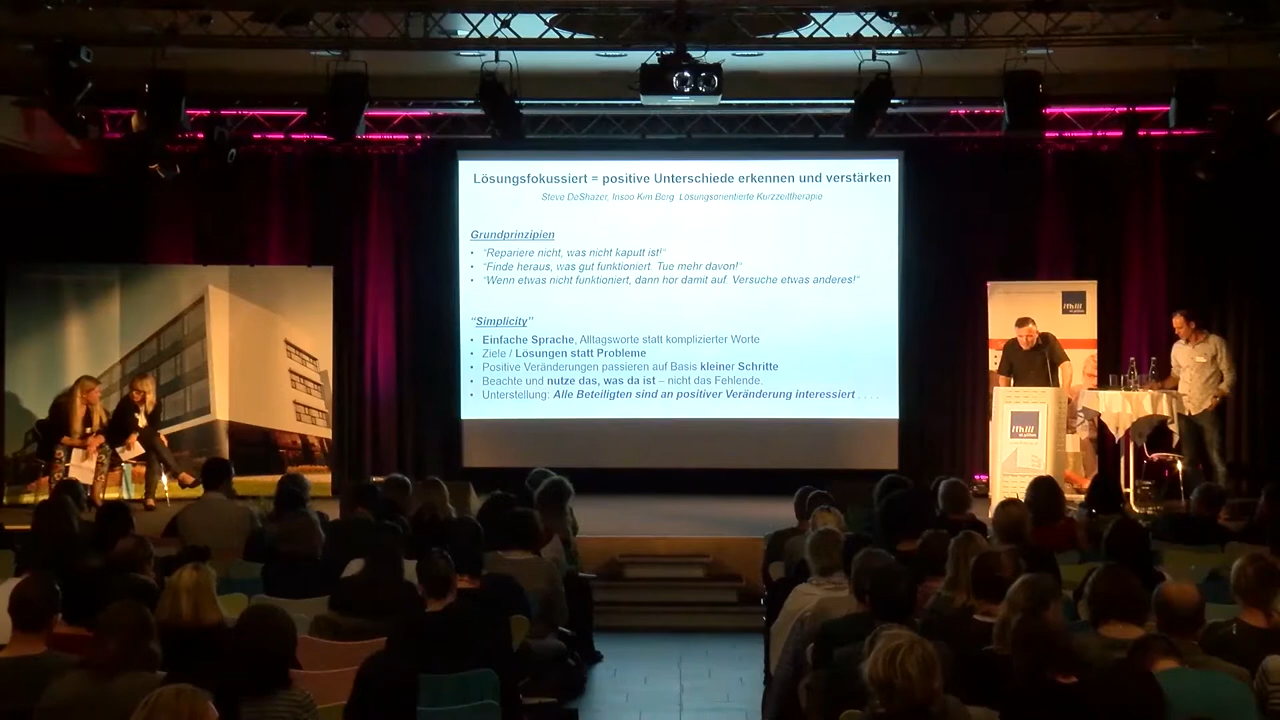 Lösungsfokussiert = positive Unterschiede erkennen und verstärken
Steve DeShazer, Insoo Kim Berg Lösungsorientierte Kurzzeittherapie
Grundprinzipien
• "Repariere nicht, was nicht kaputt ist!"
• "Finde heraus, was gut funktioniert. Tue mehr davon!"
• "Wenn etwas nicht funktioniert, dann hör damit auf. Versuche etwas anderes!"
"Simplicity"
• Einfache Sprache, Alltagsworte statt komplizierter Worte
• Ziele / Lösungen statt Probleme
• Positive Veränderungen passieren auf Basis kleiner Schritte
• Beachte und nutze das, was da ist – nicht das Fehlende.
• Unterstellung: Alle Beteiligten sind an positiver Veränderung interessiert . . . .
st.pölten